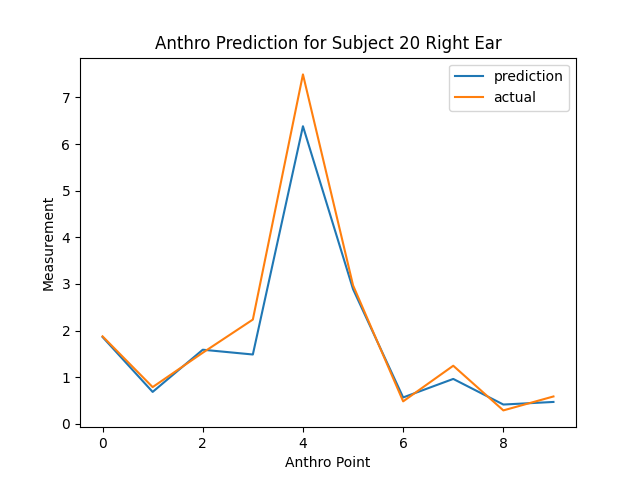 Anthro Prediction for Subject 20 Right Ear
prediction
actual
Measurement
7
6
5
4
3
2
1
0
0 2 4 6 8
Anthro Point